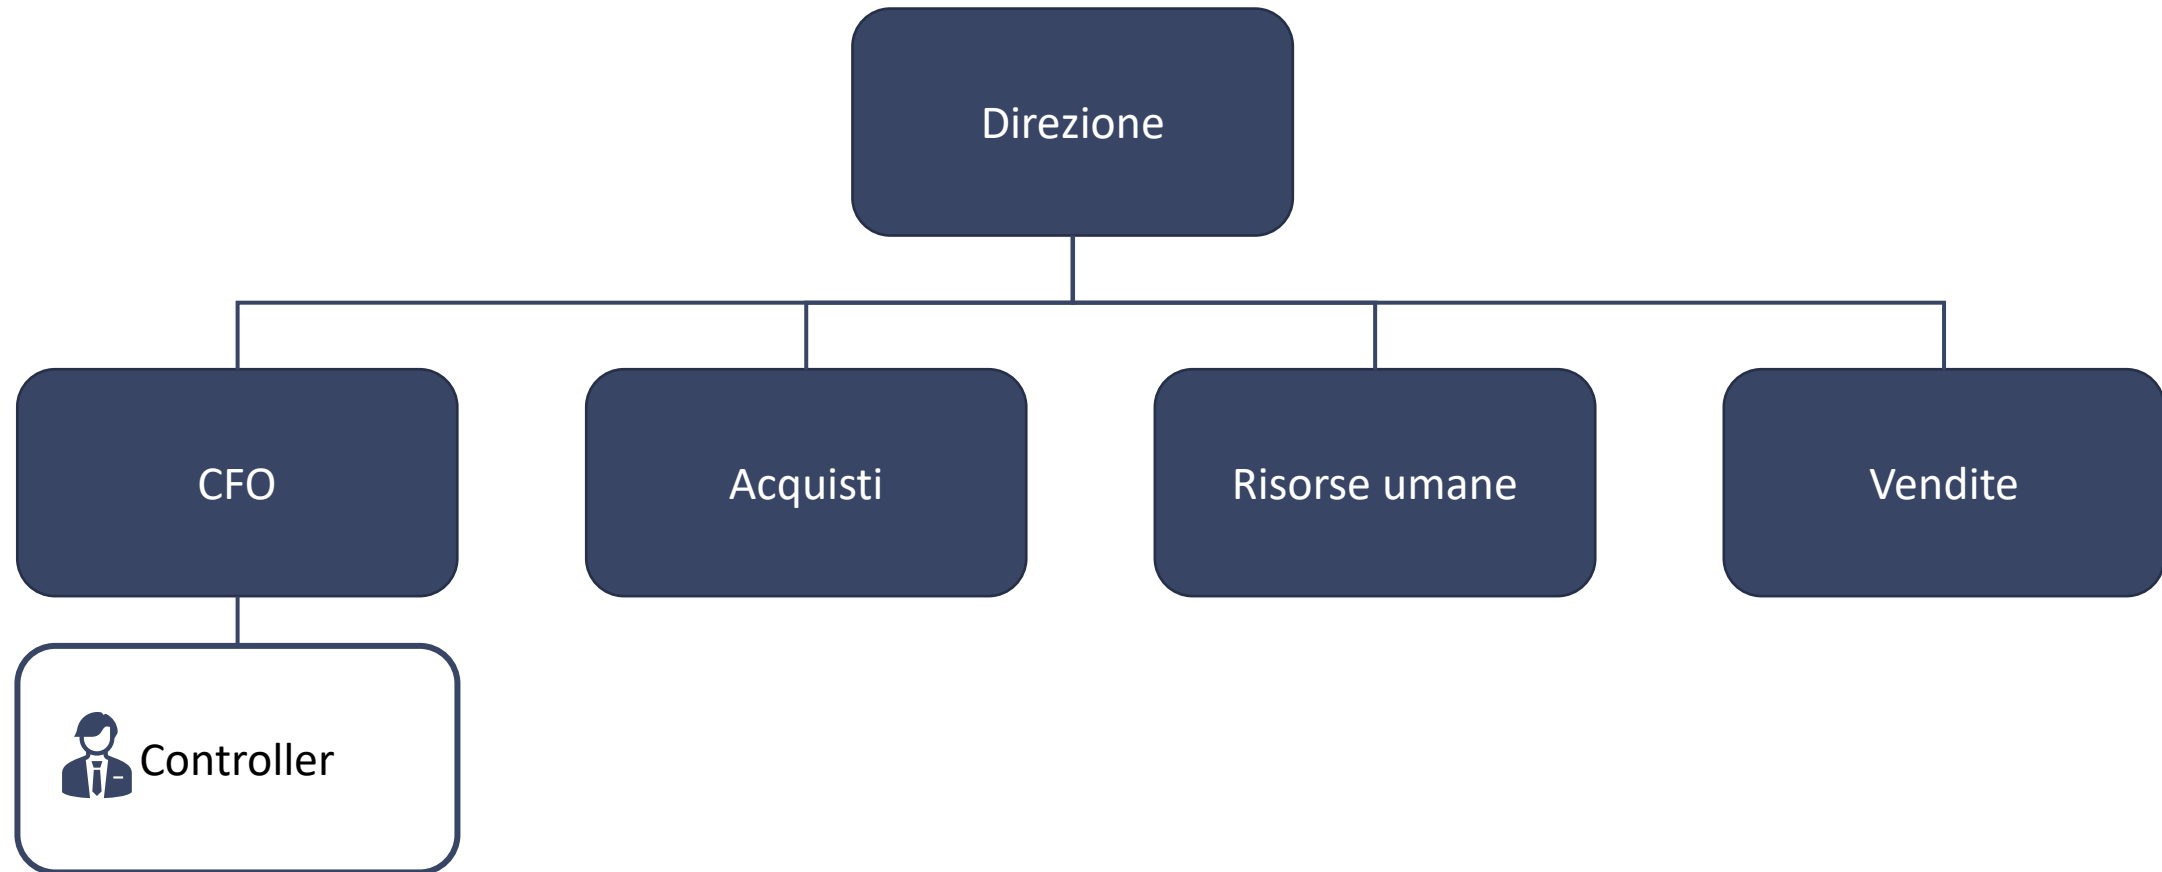 Direzione
CFO
Acquisti
Risorse umane
Vendite
Controller